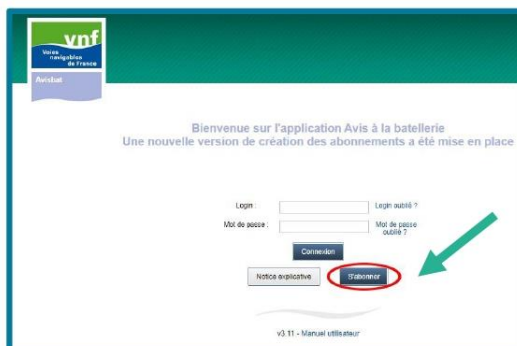 vnf
Voies
navigables
de France
Avisbat
Bienvenue sur l'application Avis à la batellerie
Une nouvelle version de création des abonnements a été mise en place
Login :
Login oublié ?
Mot de passe :
Mot de passe
oublié ?
Connexion
Notice explicative
S'abonner
v3.11 - Manuel utilisateur